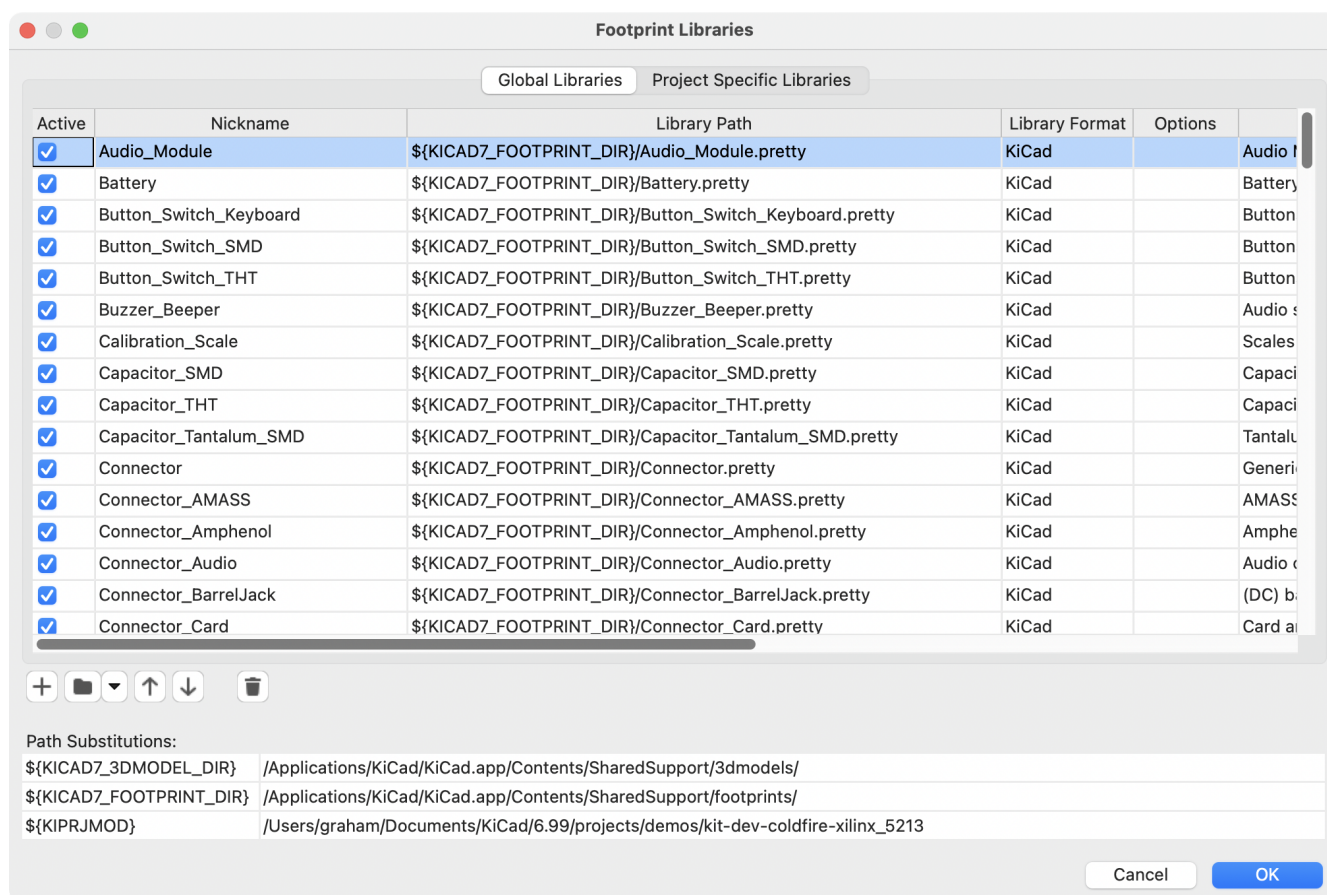 Footprint Libraries
Global Libraries Project Specific Libraries
Active Nickname Library Path Library Format Options
Audio_Module ${KICAD7_FOOTPRINT_DIR}/Audio_Module.pretty KiCad Audio
Battery ${KICAD7_FOOTPRINT_DIR}/Battery.pretty KiCad Battery
Button_Switch_Keyboard ${KICAD7_FOOTPRINT_DIR}/Button_Switch_Keyboard.pretty KiCad Button
Button_Switch_SMD ${KICAD7_FOOTPRINT_DIR}/Button_Switch_SMD.pretty KiCad Button
Button_Switch_THT ${KICAD7_FOOTPRINT_DIR}/Button_Switch_THT.pretty KiCad Button
Buzzer_Beeper ${KICAD7_FOOTPRINT_DIR}/Buzzer_Beeper.pretty KiCad Audio s
Calibration_Scale ${KICAD7_FOOTPRINT_DIR}/Calibration_Scale.pretty KiCad Scales
Capacitor_SMD ${KICAD7_FOOTPRINT_DIR}/Capacitor_SMD.pretty KiCad Capaci
Capacitor_THT ${KICAD7_FOOTPRINT_DIR}/Capacitor_THT.pretty KiCad Capaci
Capacitor_Tantalum_SMD ${KICAD7_FOOTPRINT_DIR}/Capacitor_Tantalum_SMD.pretty KiCad Tantalu
Connector ${KICAD7_FOOTPRINT_DIR}/Connector.pretty KiCad Generi
Connector_AMASS ${KICAD7_FOOTPRINT_DIR}/Connector_AMASS.pretty KiCad AMASS
Connector_Amphenol ${KICAD7_FOOTPRINT_DIR}/Connector_Amphenol.pretty KiCad Amphe
Connector_Audio ${KICAD7_FOOTPRINT_DIR}/Connector_Audio.pretty KiCad Audio
Connector_BarrelJack ${KICAD7_FOOTPRINT_DIR}/Connector_BarrelJack.pretty KiCad (DC) b
Connector_Card ${KICAD7_FOOTPRINT_DIR}/Connector_Card.pretty KiCad Card a
Path Substitutions:
${KICAD7_3DMODEL_DIR} /Applications/KiCad/KiCad.app/Contents/SharedSupport/3dmodels/
${KICAD7_FOOTPRINT_DIR} /Applications/KiCad/KiCad.app/Contents/SharedSupport/footprints/
${KIPRJMOD} /Users/graham/Documents/KiCad/6.99/projects/demos/kit-dev-coldfire-xilinx_5213
Cancel OK